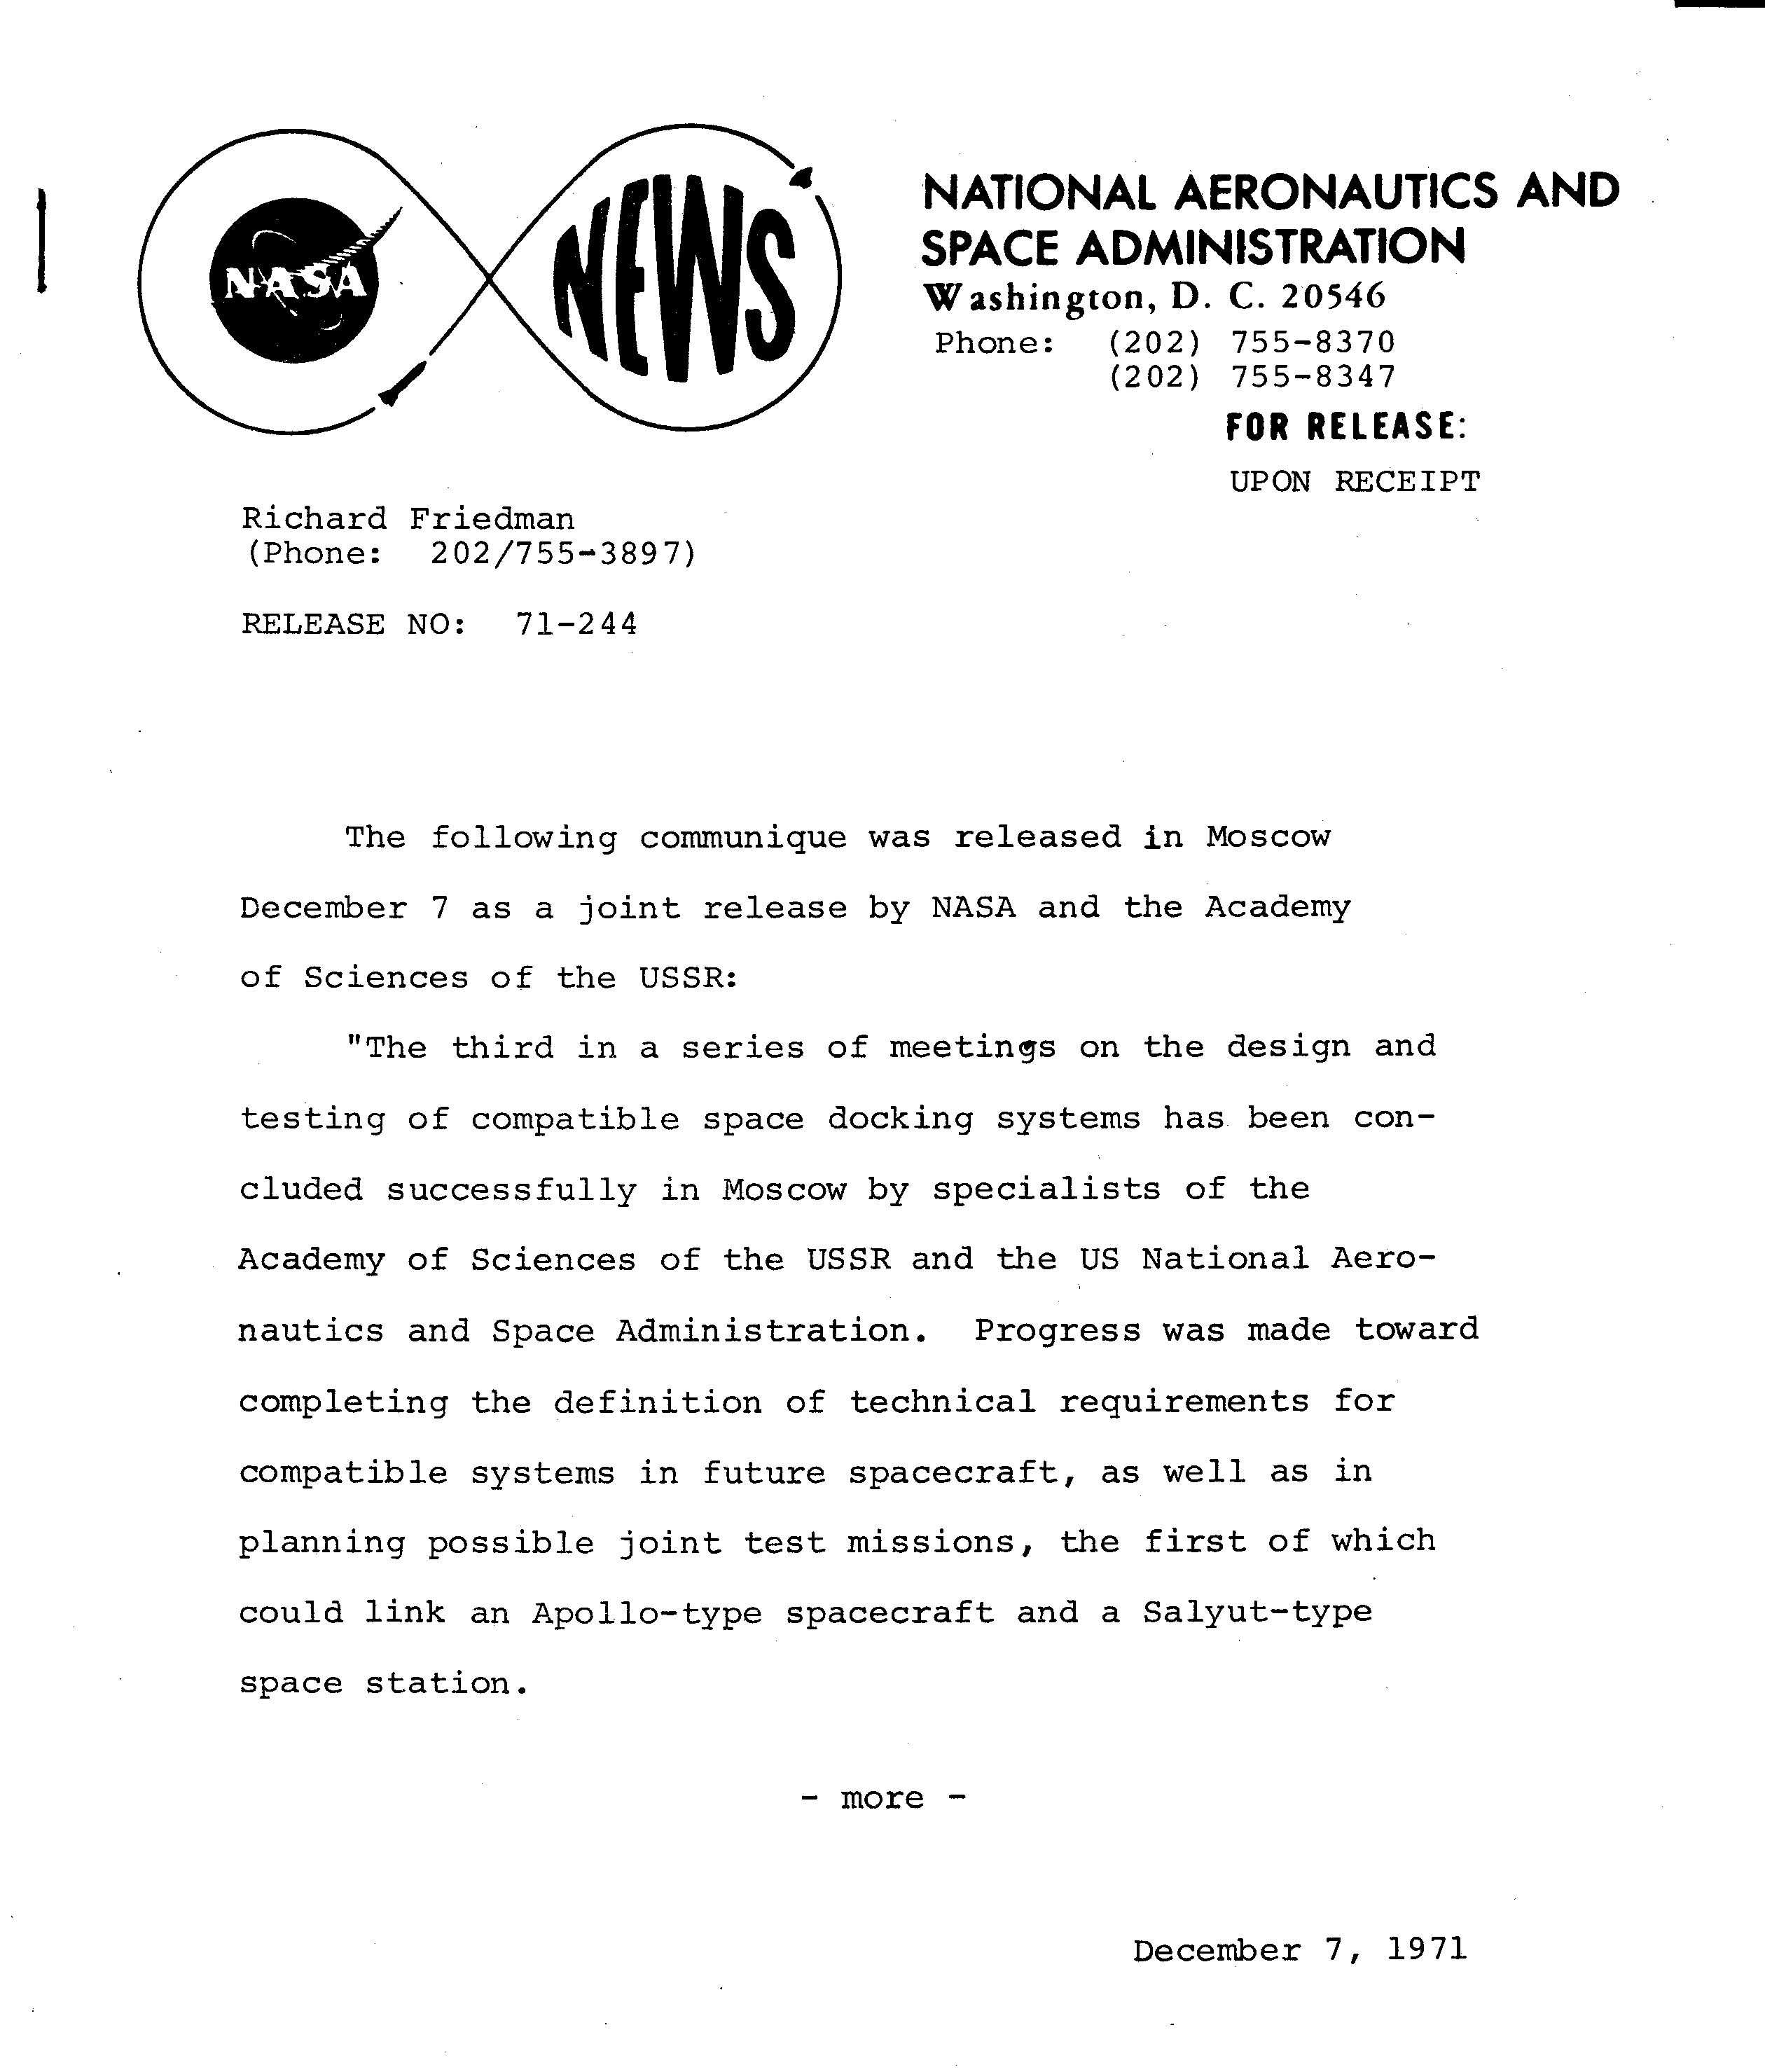 NASA
NEWS
NATIONAL AERONAUTICS AND
SPACE ADMINISTRATION
Washington, D. C. 20546
Phone: (202) 755-8370
(202) 755-8347
FOR RELEASE:
UPON RECEIPT
Richard Friedman
(Phone: 202/755-3897)
RELEASE NO: 71-244
The following communique was released in Moscow
December 7 as a joint release by NASA and the Academy
of Sciences of the USSR:
"The third in a series of meetings on the design and
testing of compatible space docking systems has been con-
cluded successfully in Moscow by specialists of the
Academy of Sciences of the USSR and the US National Aero-
nautics and Space Administration. Progress was made toward
completing the definition of technical requirements for
compatible systems in future spacecraft, as well as in
planning possible joint test missions, the first of which
could link an Apollo-type spacecraft and a Salyut-type
space station.
- more -
December 7, 1971